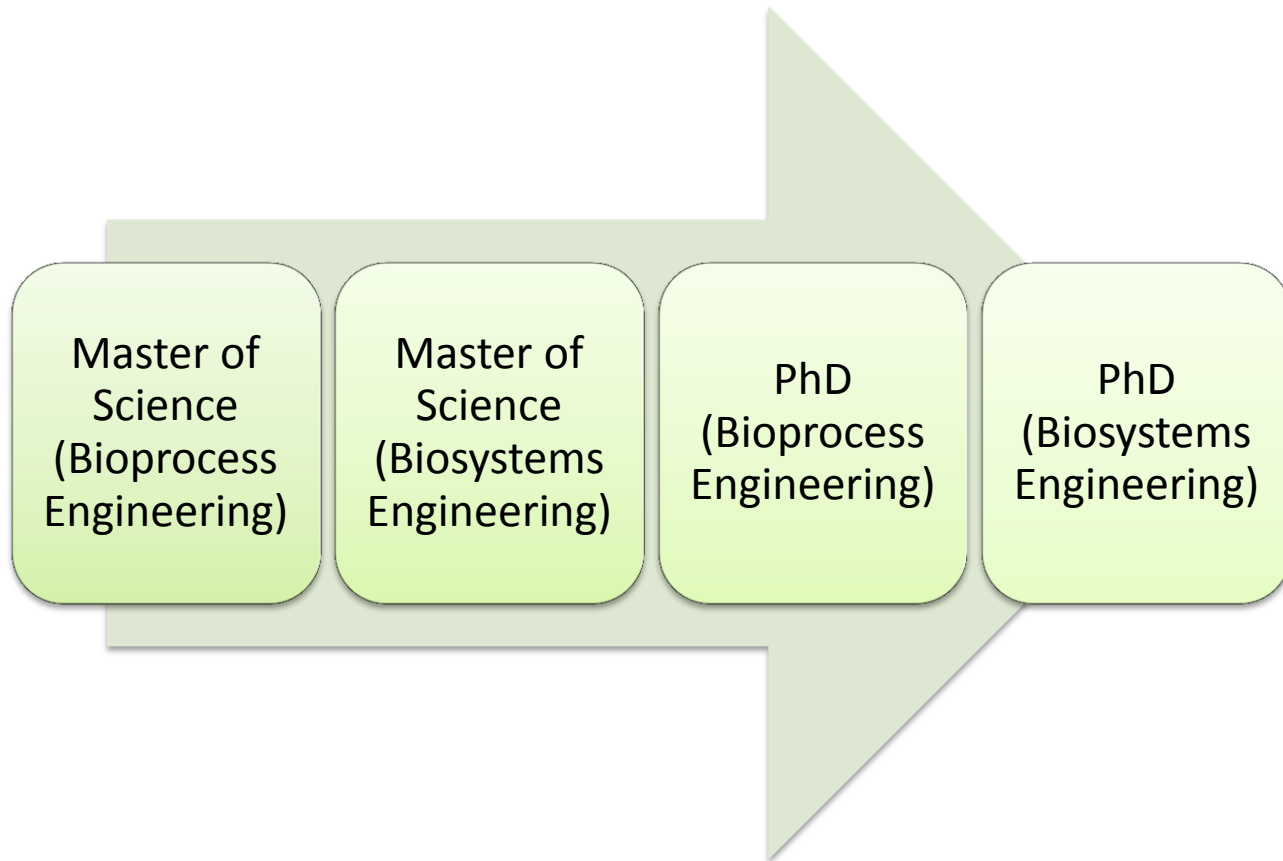 Master of
Science
(Bioprocess
Engineering)
Master of
Science
(Biosystems
Engineering)
PhD
(Bioprocess
Engineering)
PhD
(Biosystems
Engineering)